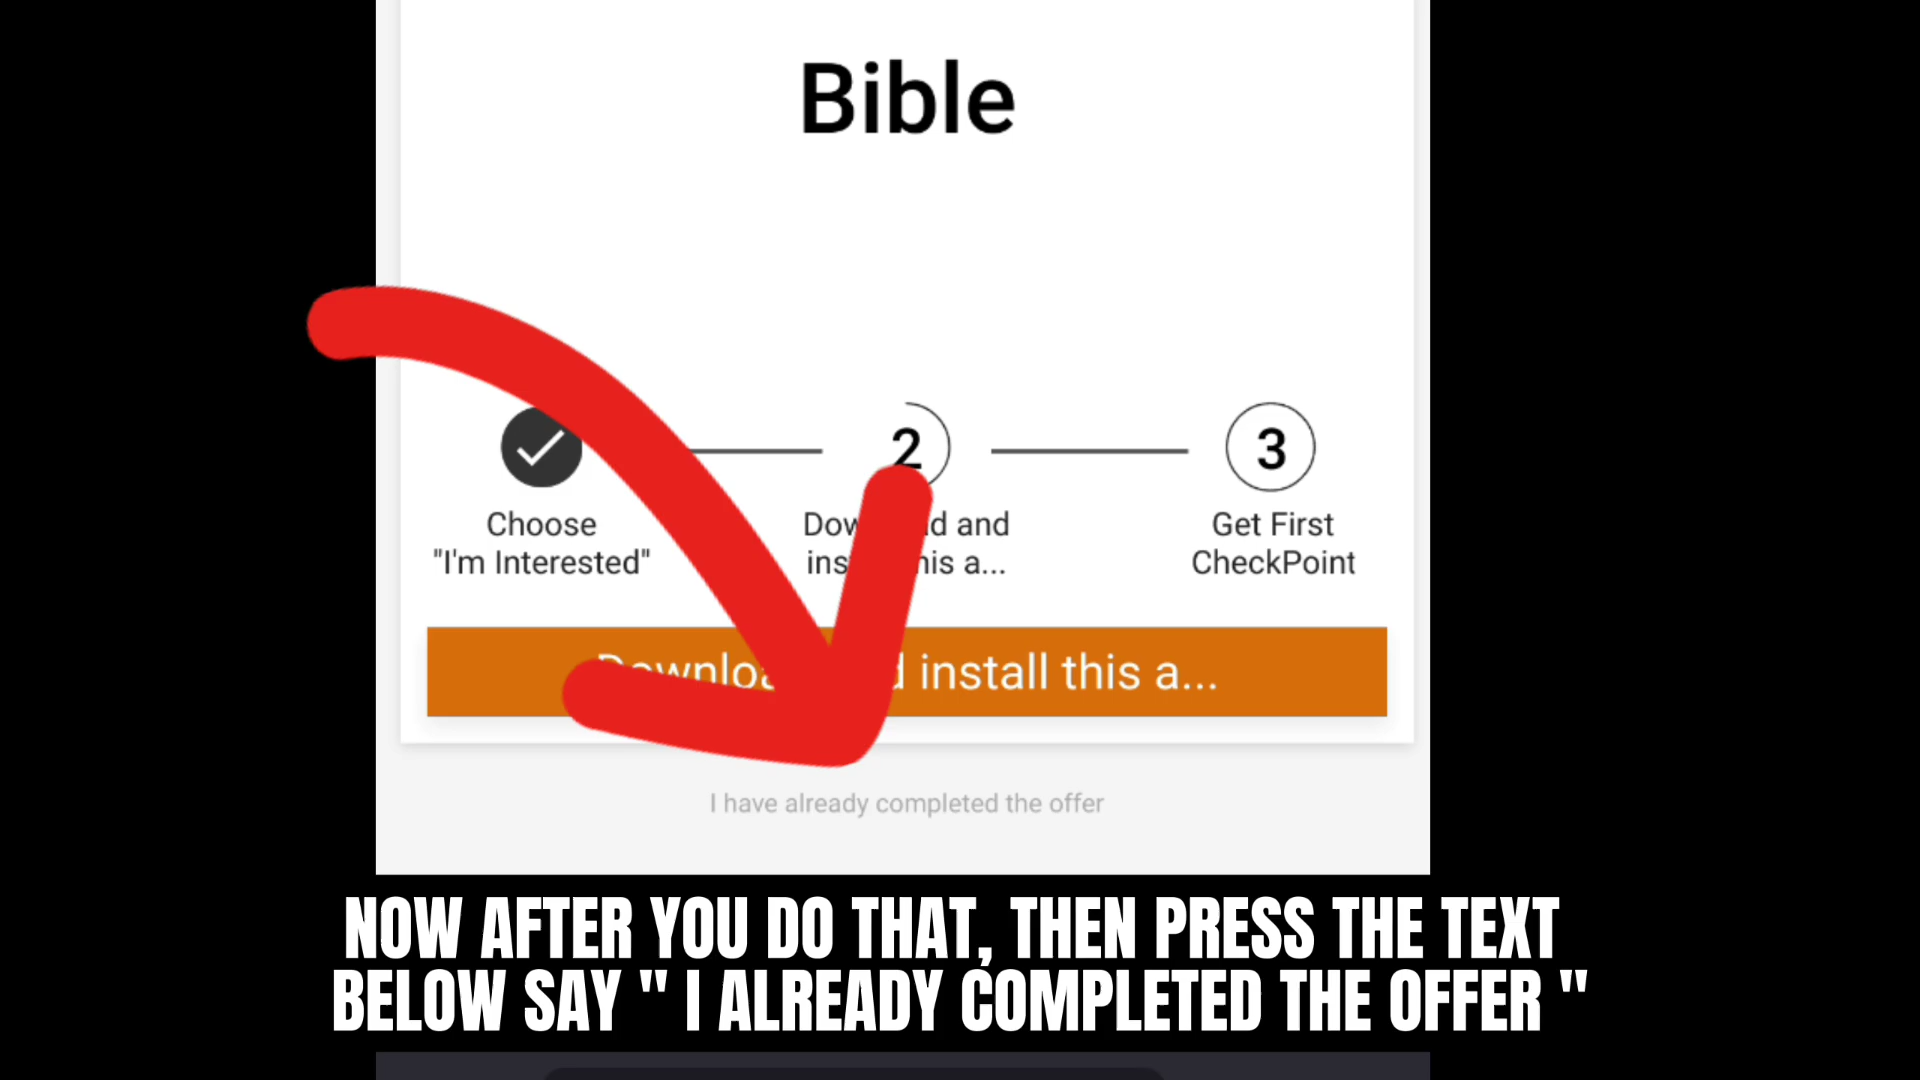 Bible
2
3
Choose
"I'm Interested"
and
his a...
Get First
CheckPoint
install this a...
I have already completed the offer
NOW AFTER YOU DO THAT, THEN PRESS THE TEXT
BELOW SAY " I ALREADY COMPLETED THE OFFER "